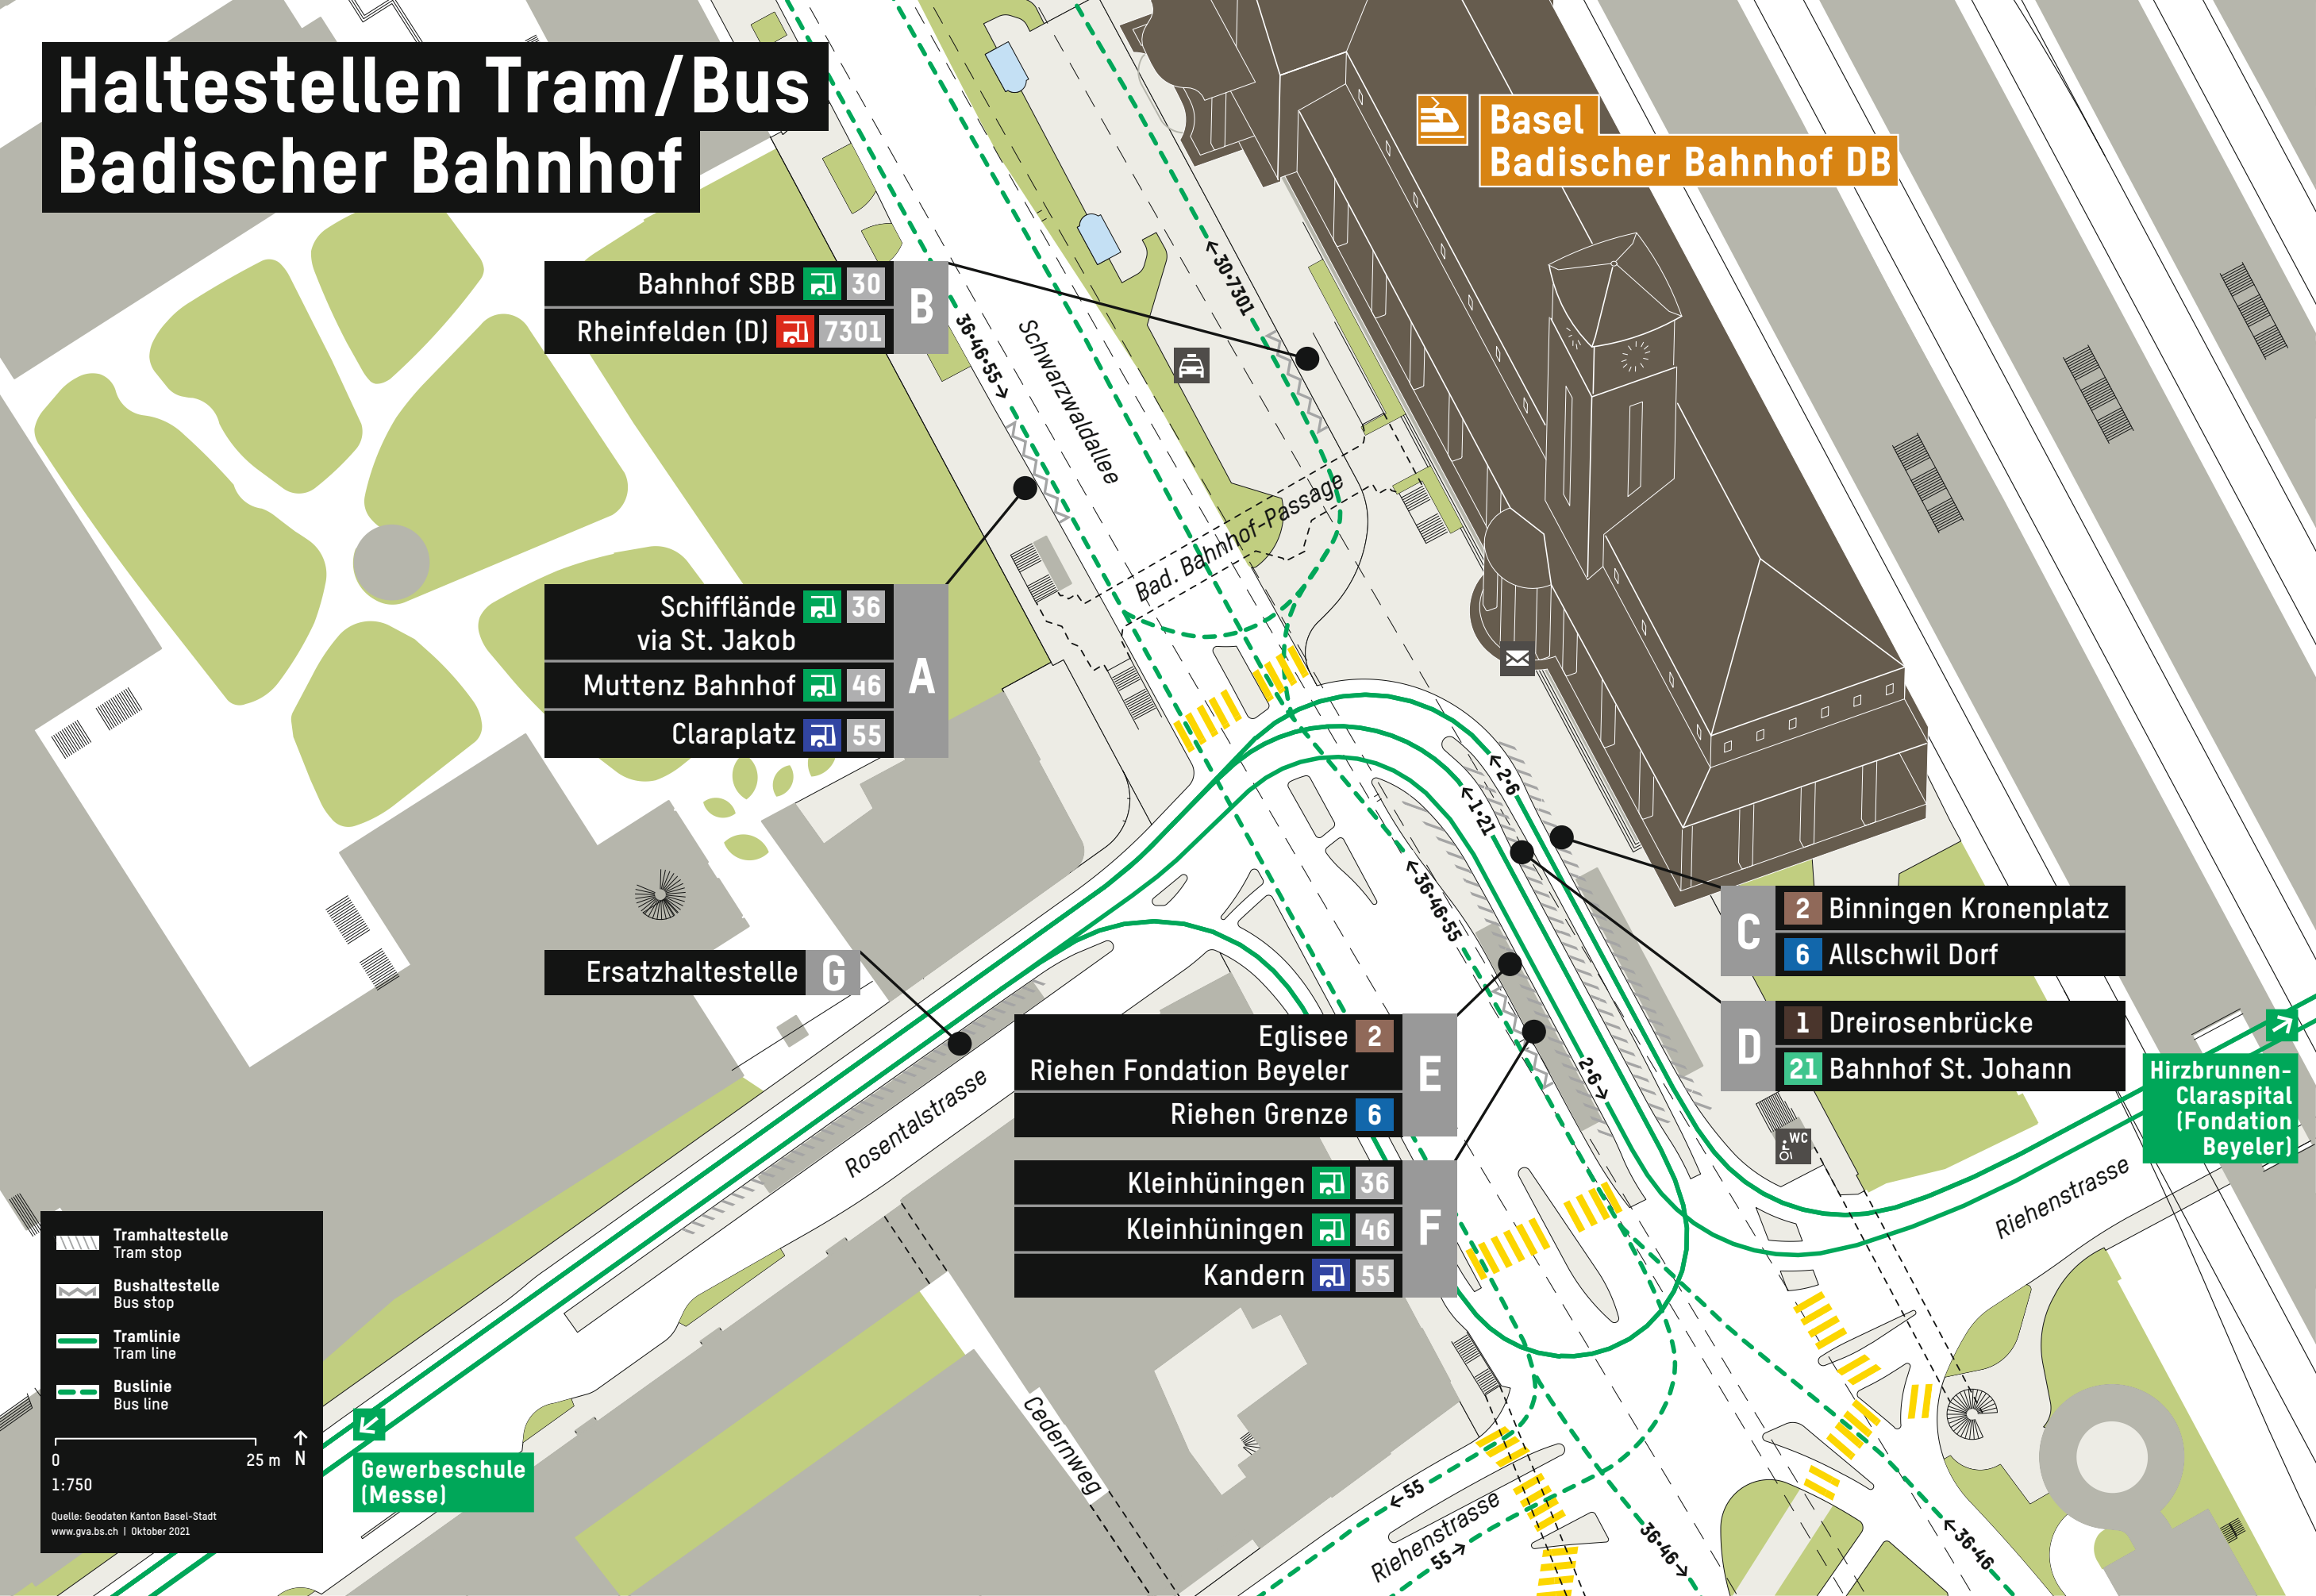 Haltestellen Tram/Bus
Badischer Bahnhof
Basel
Badischer Bahnhof DB
←30•7301
Bahnhof SBB 30
Rheinfelden (D) 7301
B
36•46•55→
Schwarzwaldallee
Bad. Bahnhof-Passage
Schifflände 36
via St. Jakob
Muttenz Bahnhof 46
Claraplatz 55
A
←2•6
←1•21
←36•46•55
C
2 Binningen Kronenplatz
6 Allschwil Dorf
Ersatzhaltestelle G
D
1 Dreirosenbrücke
21 Bahnhof St. Johann
Eglisee 2
Riehen Fondation Beyeler
Riehen Grenze 6
E
2•6→
Rosentalstrasse
Hirzbrunnen-
Claraspital
(Fondation
Beyeler)
WC
Riehenstrasse
Kleinhüningen 36
Kleinhüningen 46
Kandern 55
F
Tramhaltestelle
Tram stop
Bushaltestelle
Bus stop
Tramlinie
Tram line
Buslinie
Bus line
0 25 m N
1:750
Quelle: Geodaten Kanton Basel-Stadt
www.gva.bs.ch | Oktober 2021
Gewerbeschule
(Messe)
Cedernweg
←55
Riehenstrasse
55→
36•46→
←36•46